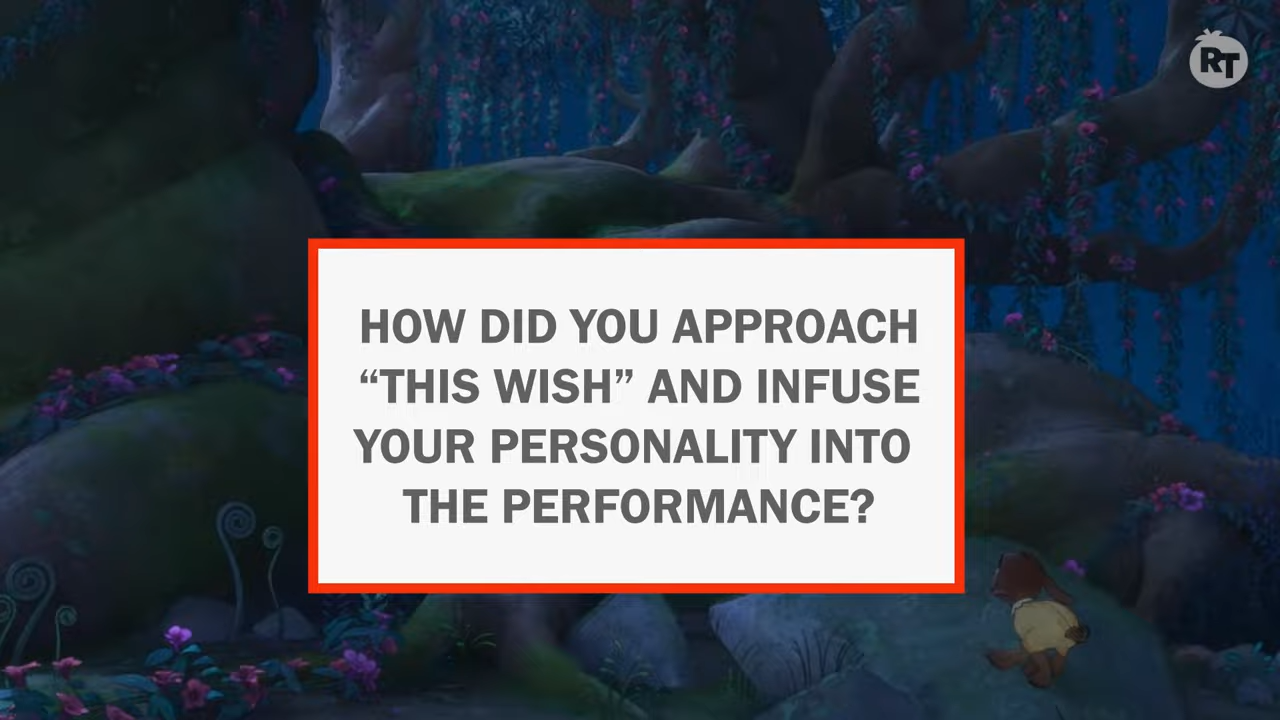 RT
HOW DID YOU APPROACH
“THIS WISH” AND INFUSE
YOUR PERSONALITY INTO
THE PERFORMANCE?